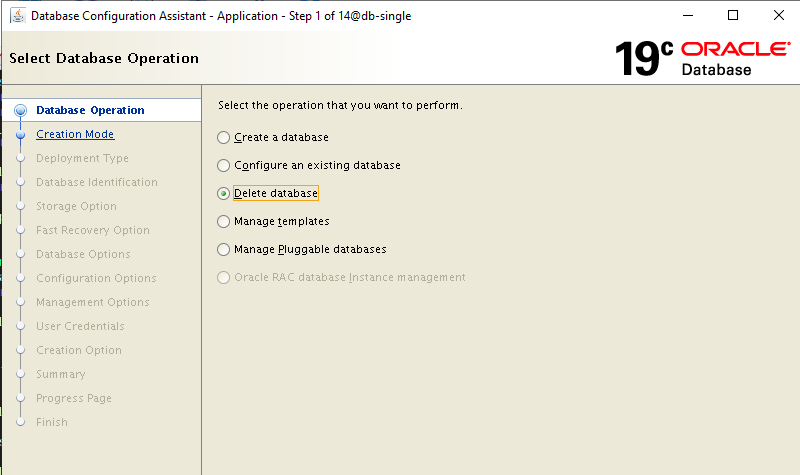 Database Configuration Assistant - Application - Step 1 of 14@db-single
Select Database Operation
19c ORACLE
Database
Database Operation
Creation Mode
Deployment Type
Database Identification
Storage Option
Fast Recovery Option
Database Options
Configuration Options
Management Options
User Credentials
Creation Option
Summary
Progress Page
Finish
Select the operation that you want to perform.
Create a database
Configure an existing database
Delete database
Manage templates
Manage Pluggable databases
Oracle RAC database Instance management